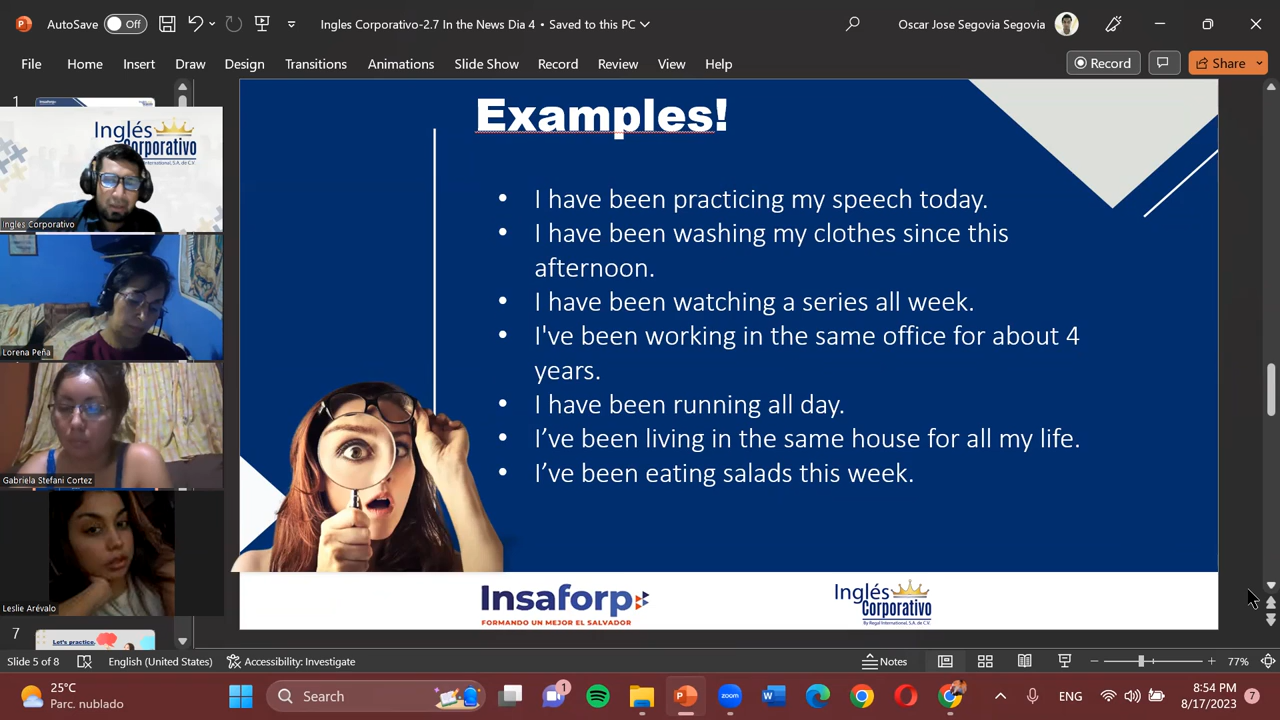 AutoSave
Off
Ingles Corporativo-2.7 In the News Dia 4 • Saved to this PC
Oscar Jose Segovia Segovia
File
Home
Insert
Draw
Design
Transitions
Animations
Slide Show
Record
Review
View
Help
Record
Share
1
Inglés
Corporativo
Ingles Corporativo
Lorena Peña
Gabriela Stefani Cortez
Leslie Arévalo
7
Let's practice.
Examples!
• I have been practicing my speech today.
• I have been washing my clothes since this
afternoon.
• I have been watching a series all week.
• I've been working in the same office for about 4
years.
• I have been running all day.
• I’ve been living in the same house for all my life.
• I’ve been eating salads this week.
Insaforp
FORMANDO UN MEJOR EL SALVADOR
Inglés
Corporativo
By Regal International, S.A. de C.V.
Slide 5 of 8
English (United States)
Accessibility: Investigate
Notes
77%
25°C
Parc. nublado
Search
1
zoom
ENG
8:54 PM
8/17/2023
7